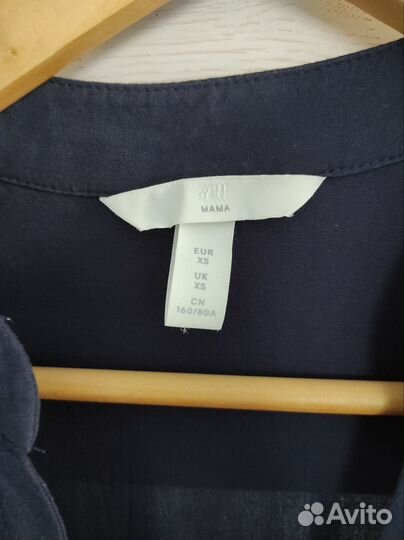 H&M
MAMA
EUR
XS
UK
XS
CN
160/80A
Avito